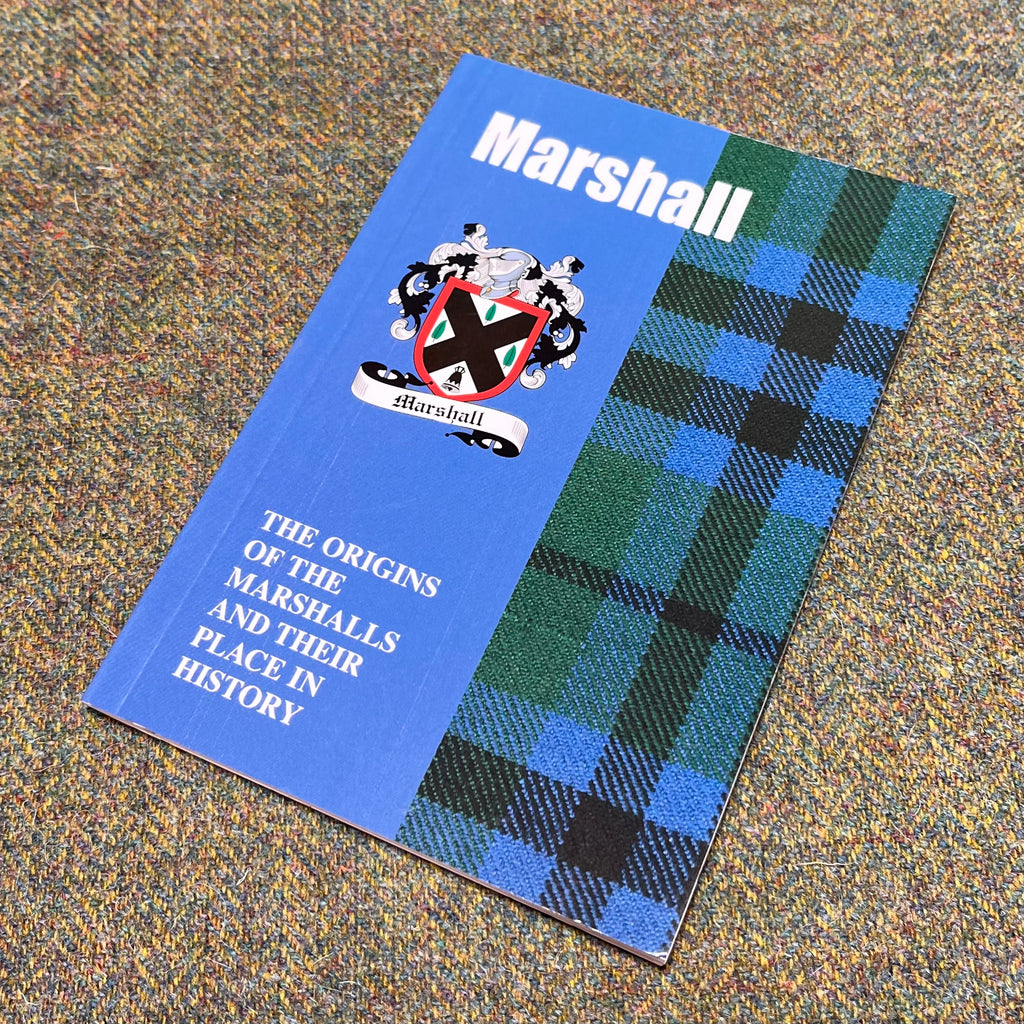 Marshall
Marshall
THE ORIGINS
OF THE
MARSHALLS
AND THEIR
PLACE IN
HISTORY